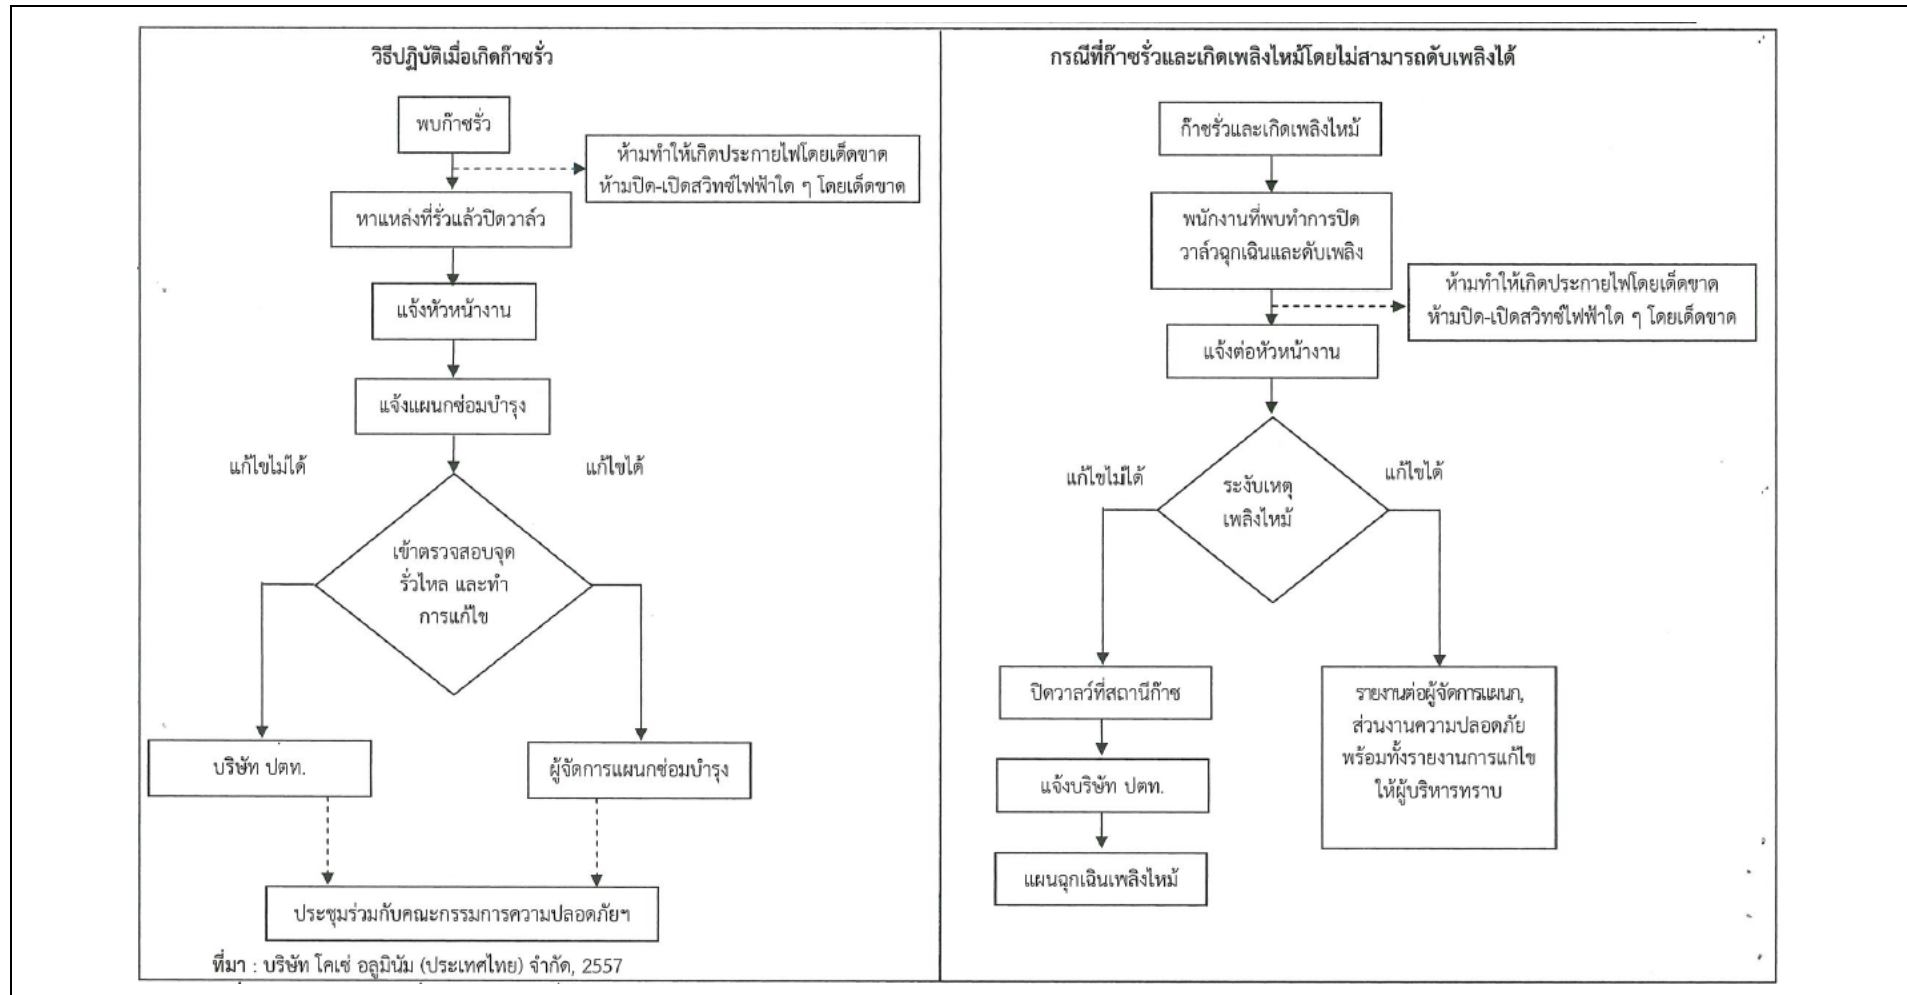 วิธีปฏิบัติเมื่อเกิดก๊าซรั่ว
พบก๊าซรั่ว
ห้ามทำให้เกิดประกายไฟโดยเด็ดขาด
ห้ามปิด-เปิดสวิทซ์ไฟฟ้าใด ๆ โดยเด็ดขาด
หาแหล่งที่รั่วแล้วปิดวาล์ว
แจ้งหัวหน้างาน
แจ้งแผนกซ่อมบำรุง
แก้ไขไม่ได้
แก้ไขได้
เข้าตรวจสอบจุด
รั่วไหล และทำ
การแก้ไข
บริษัท ปตท.
ผู้จัดการแผนกซ่อมบำรุง
ประชุมร่วมกับคณะกรรมการความปลอดภัยฯ
ที่มา : บริษัท โคเช่ อลูมินัม (ประเทศไทย) จำกัด, 2557
กรณีที่ก๊าซรั่วและเกิดเพลิงไหม้โดยไม่สามารถดับเพลิงได้
ก๊าซรั่วและเกิดเพลิงไหม้
พนักงานที่พบทำการปิด
วาล์วฉุกเฉินและดับเพลิง
ห้ามทำให้เกิดประกายไฟโดยเด็ดขาด
ห้ามปิด-เปิดสวิทซ์ไฟฟ้าใด ๆ โดยเด็ดขาด
แจ้งต่อหัวหน้างาน
แก้ไขไม่ได้
แก้ไขได้
ระงับเหตุ
เพลิงไหม้
ปิดวาลว์ที่สถานีก๊าซ
แจ้งบริษัท ปตท.
แผนฉุกเฉินเพลิงไหม้
รายงานต่อผู้จัดการแผนก,
ส่วนงานความปลอดภัย
พร้อมทั้งรายงานการแก้ไข
ให้ผู้บริหารทราบ